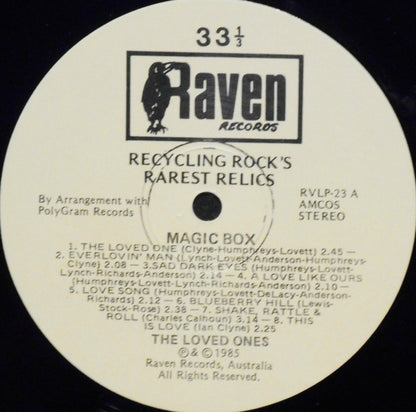 33⅓
Raven
RECORDS
RECYCLING ROCK'S
RAREST RELICS
By Arrangement with
PolyGram Records
RVLP-23 A
AMCOS
STEREO
MAGIC BOX
1. THE LOVED ONE (Clyne-Humphreys-Lovett) 2.45 —
2. EVERLOVIN' MAN (Lynch-Lovett-Anderson-Humphreys-
Clyne) 2.08 — 3.SAD DARK EYES (Humphreys-Lovett-
Lynch-Richards-Anderson) 2.14 — 4. A LOVE LIKE OURS
(Humphreys-Lovett-Lynch-Richards-Anderson) 2.10 —
5. LOVE SONG (Humphreys-Lovett-DeLacy-Anderson-
Richards) 2.12 — 6. BLUEBERRY HILL (Lewis-
Stock-Rose) 2.38 — 7. SHAKE, RATTLE &
ROLL (Charles Calhoun) 3.14 — 8. THIS
IS LOVE (Ian Clyne) 2.25
THE LOVED ONES
℗ & © 1985
Raven Records, Australia
All Rights Reserved.